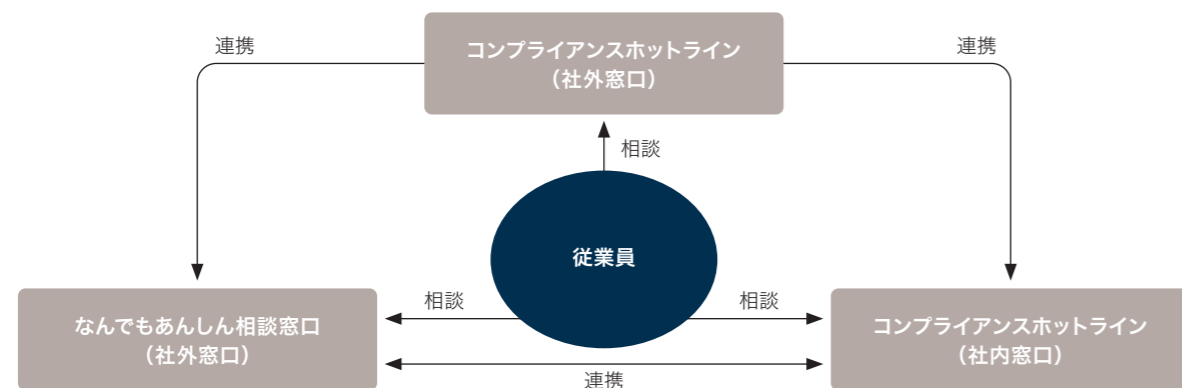 連携
コンプライアンスホットライン
（社外窓口）
連携
相談
従業員
相談
相談
なんでもあんしん相談窓口
（社外窓口）
コンプライアンスホットライン
（社内窓口）
連携